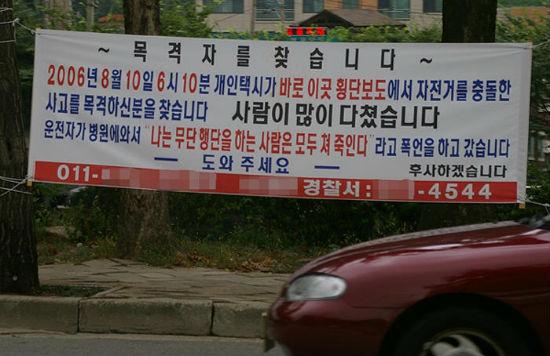 ~ 목격자를 찾습니다 ~
2006년 8월 10일 6시 10분 개인택시가 바로 이곳 횡단보도에서 자전거를 충돌한
사고를 목격하신분을 찾습니다 사람이 많이 다쳤습니다
운전자가 병원에와서 "나는 무단 행단을 하는 사람은 모두 쳐 죽인다" 라고 폭언을 하고 갔습니다
ㅡ 도와 주세요 ㅡ 후사하겠습니다
011- 경찰서: -4544